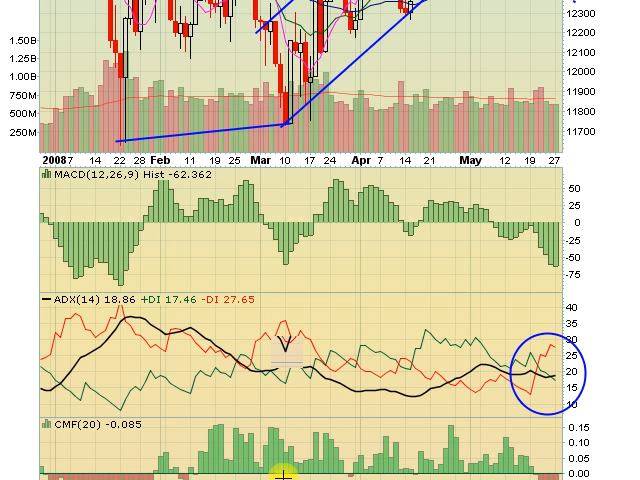 12300
12200
1.50B 12100
1.25B 12000
1.00B
750M 11900
500M 11800
250M 11700
2008 7 14 22 28 Feb 11 19 25 Mar 10 17 24 Apr 7 14 21 May 12 19 27
MACD(12,26,9) Hist -62.362
50
25
0
-25
-50
-75
ADX(14) 18.86 +DI 17.46 -DI 27.65
40
35
30
25
20
15
10
CMF(20) -0.085
0.15
0.10
0.05
0.00